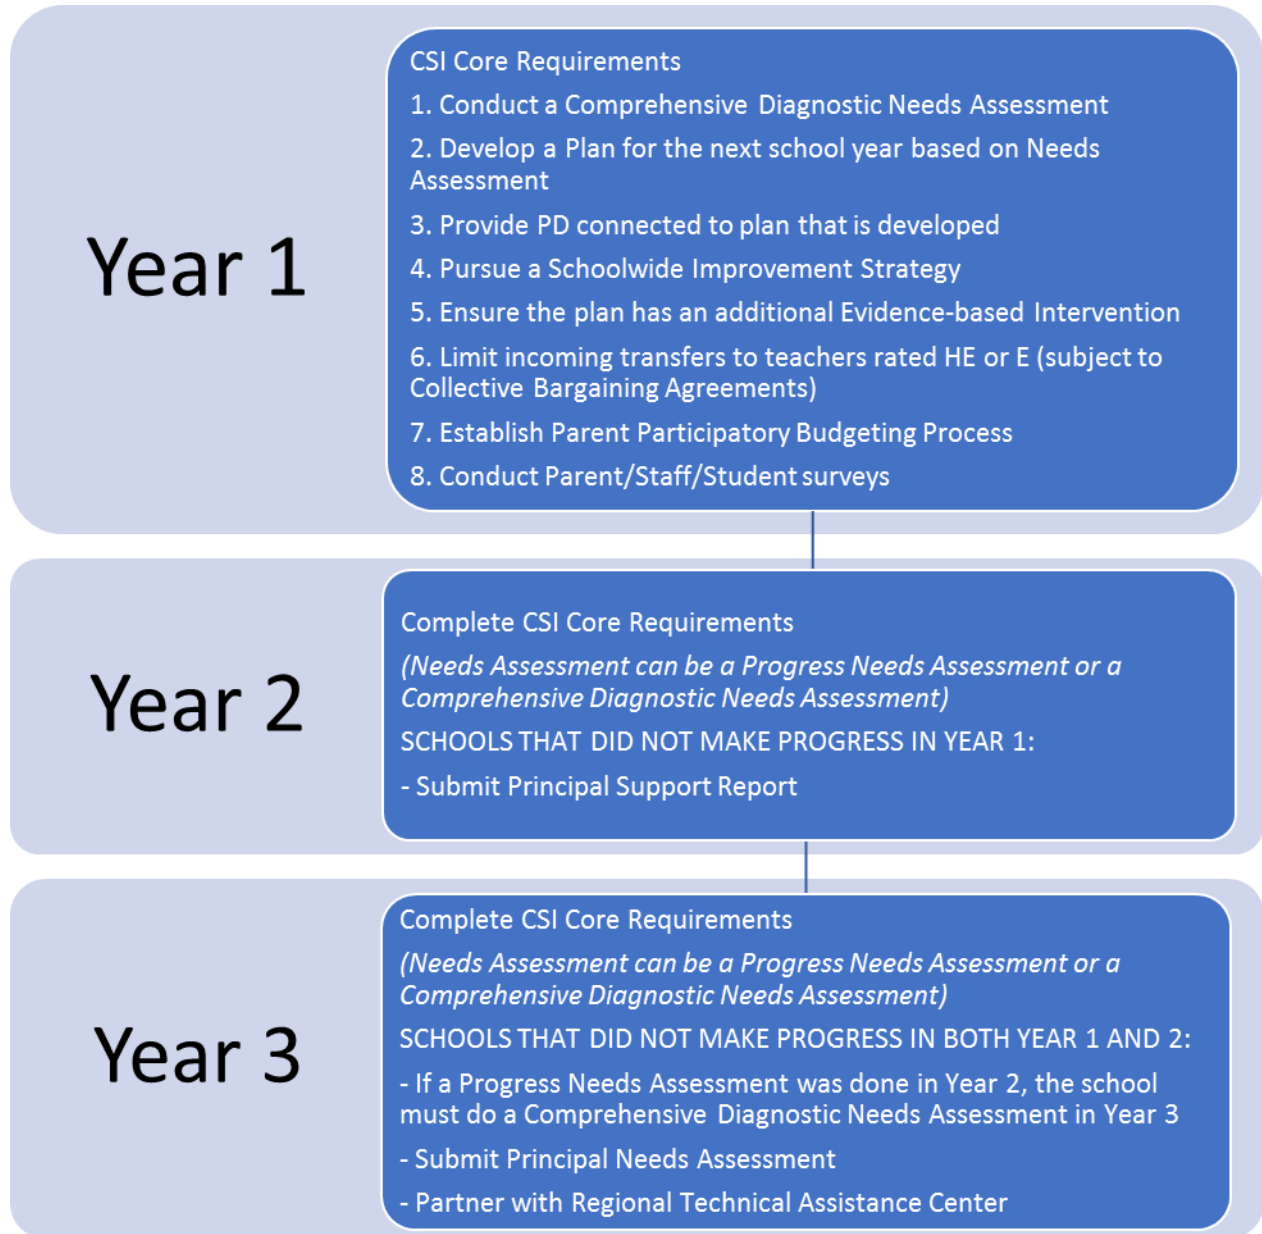 Year 1
CSI Core Requirements
1. Conduct a Comprehensive Diagnostic Needs Assessment
2. Develop a Plan for the next school year based on Needs
Assessment
3. Provide PD connected to plan that is developed
4. Pursue a Schoolwide Improvement Strategy
5. Ensure the plan has an additional Evidence-based Intervention
6. Limit incoming transfers to teachers rated HE or E (subject to
Collective Bargaining Agreements)
7. Establish Parent Participatory Budgeting Process
8. Conduct Parent/Staff/Student surveys
Year 2
Complete CSI Core Requirements
(Needs Assessment can be a Progress Needs Assessment or a
Comprehensive Diagnostic Needs Assessment)
SCHOOLS THAT DID NOT MAKE PROGRESS IN YEAR 1:
- Submit Principal Support Report
Year 3
Complete CSI Core Requirements
(Needs Assessment can be a Progress Needs Assessment or a
Comprehensive Diagnostic Needs Assessment)
SCHOOLS THAT DID NOT MAKE PROGRESS IN BOTH YEAR 1 AND 2:
- If a Progress Needs Assessment was done in Year 2, the school
must do a Comprehensive Diagnostic Needs Assessment in Year 3
- Submit Principal Needs Assessment
- Partner with Regional Technical Assistance Center